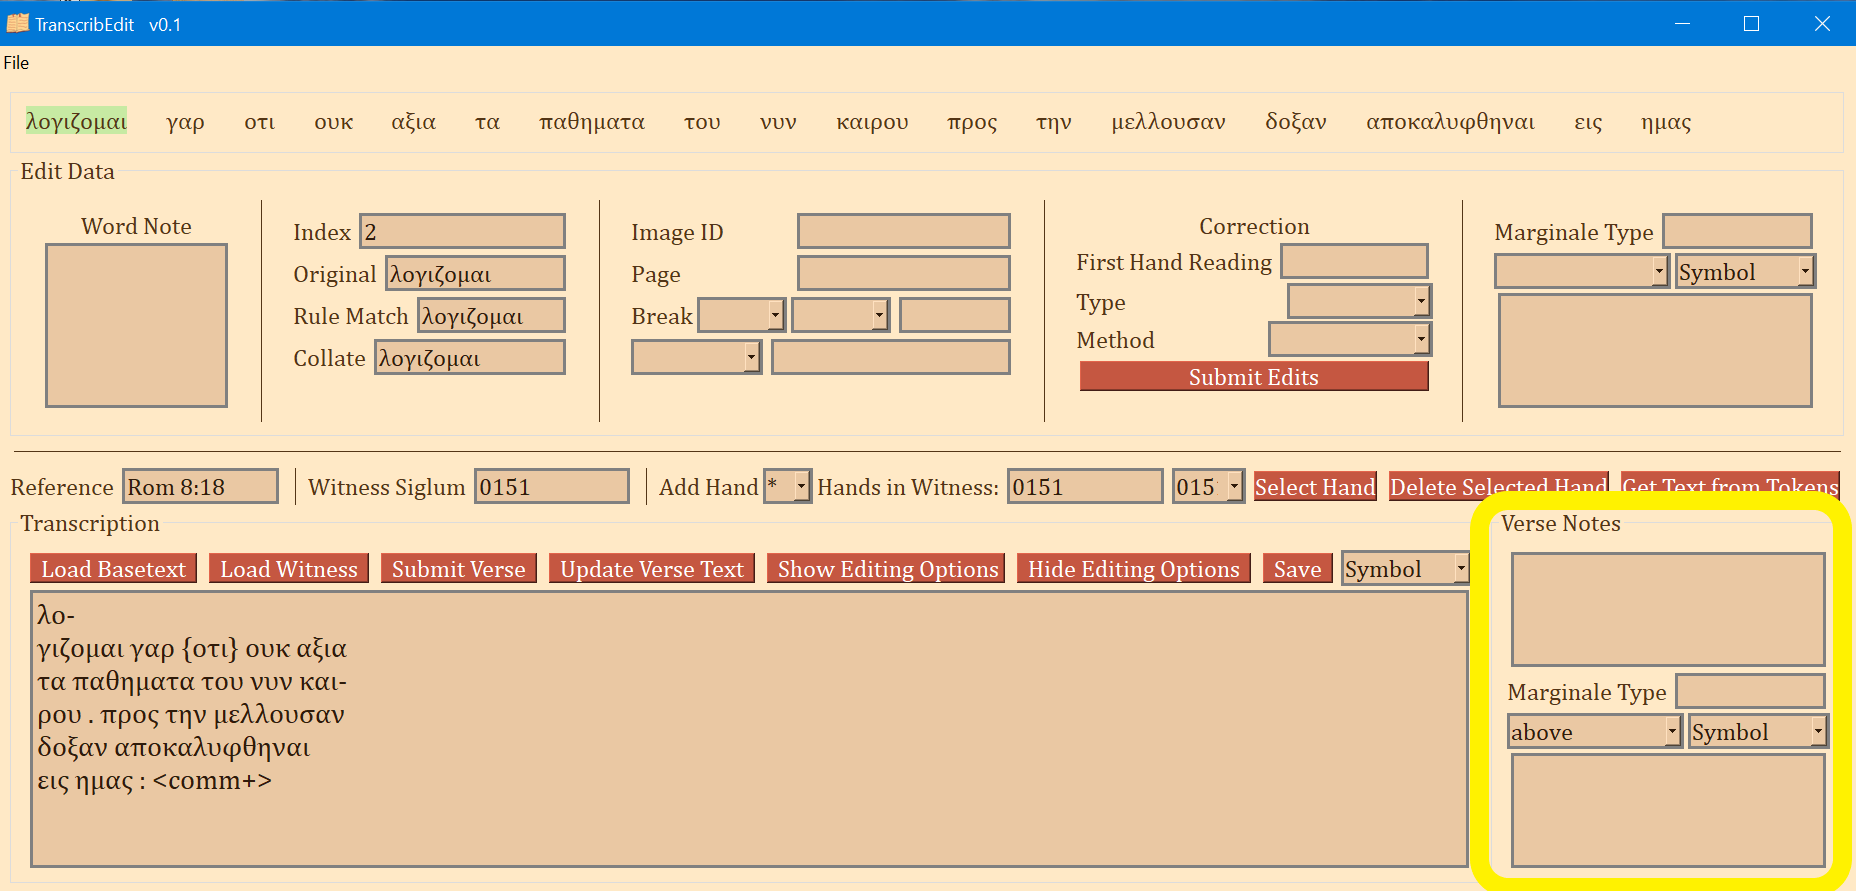 TranscribEdit v0.1
File
λογιζομαι γαρ οτι ουκ αξια τα παθηματα του νυν καιρου προς την μελλουσαν δοξαν αποκαλυφθηναι εις ημας
Edit Data
Word Note
Index 2
Original λογιζομαι
Rule Match λογιζομαι
Collate λογιζομαι
Image ID
Page
Break
Correction
First Hand Reading
Type
Method
Submit Edits
Marginale Type
Symbol
Reference Rom 8:18 Witness Siglum 0151 Add Hand * Hands in Witness: 0151 015 Select Hand Delete Selected Hand Get Text from Tokens
Transcription
Load Basetext Load Witness Submit Verse Update Verse Text Show Editing Options Hide Editing Options Save Symbol
λο-
γιζομαι γαρ {οτι} ουκ αξια
τα παθηματα του νυν και-
ρου . προς την μελλουσαν
δοξαν αποκαλυφθηναι
εις ημας : <comm+>
Verse Notes
Marginale Type
above Symbol